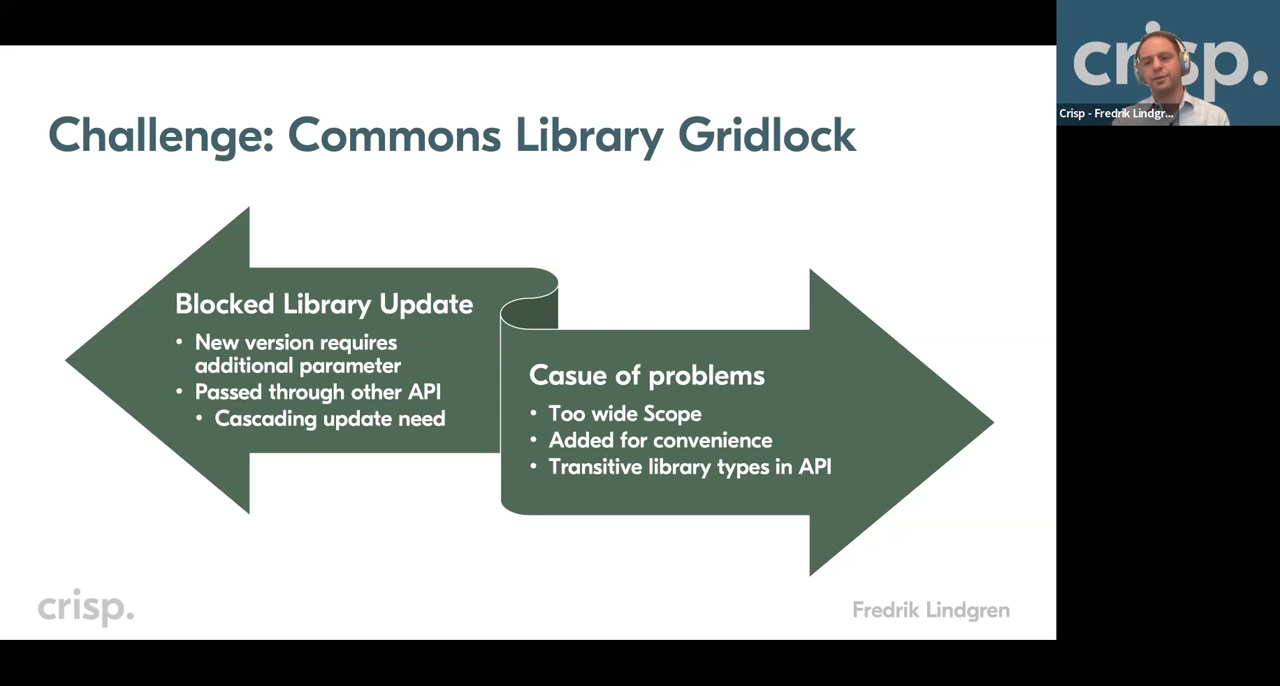 Challenge: Commons Library Gridlock
Blocked Library Update
• New version requires
additional parameter
• Passed through other API
• Cascading update need
Casue of problems
• Too wide Scope
• Added for convenience
• Transitive library types in API
crisp.
Fredrik Lindgren
crisp.
Crisp - Fredrik Lindgr...